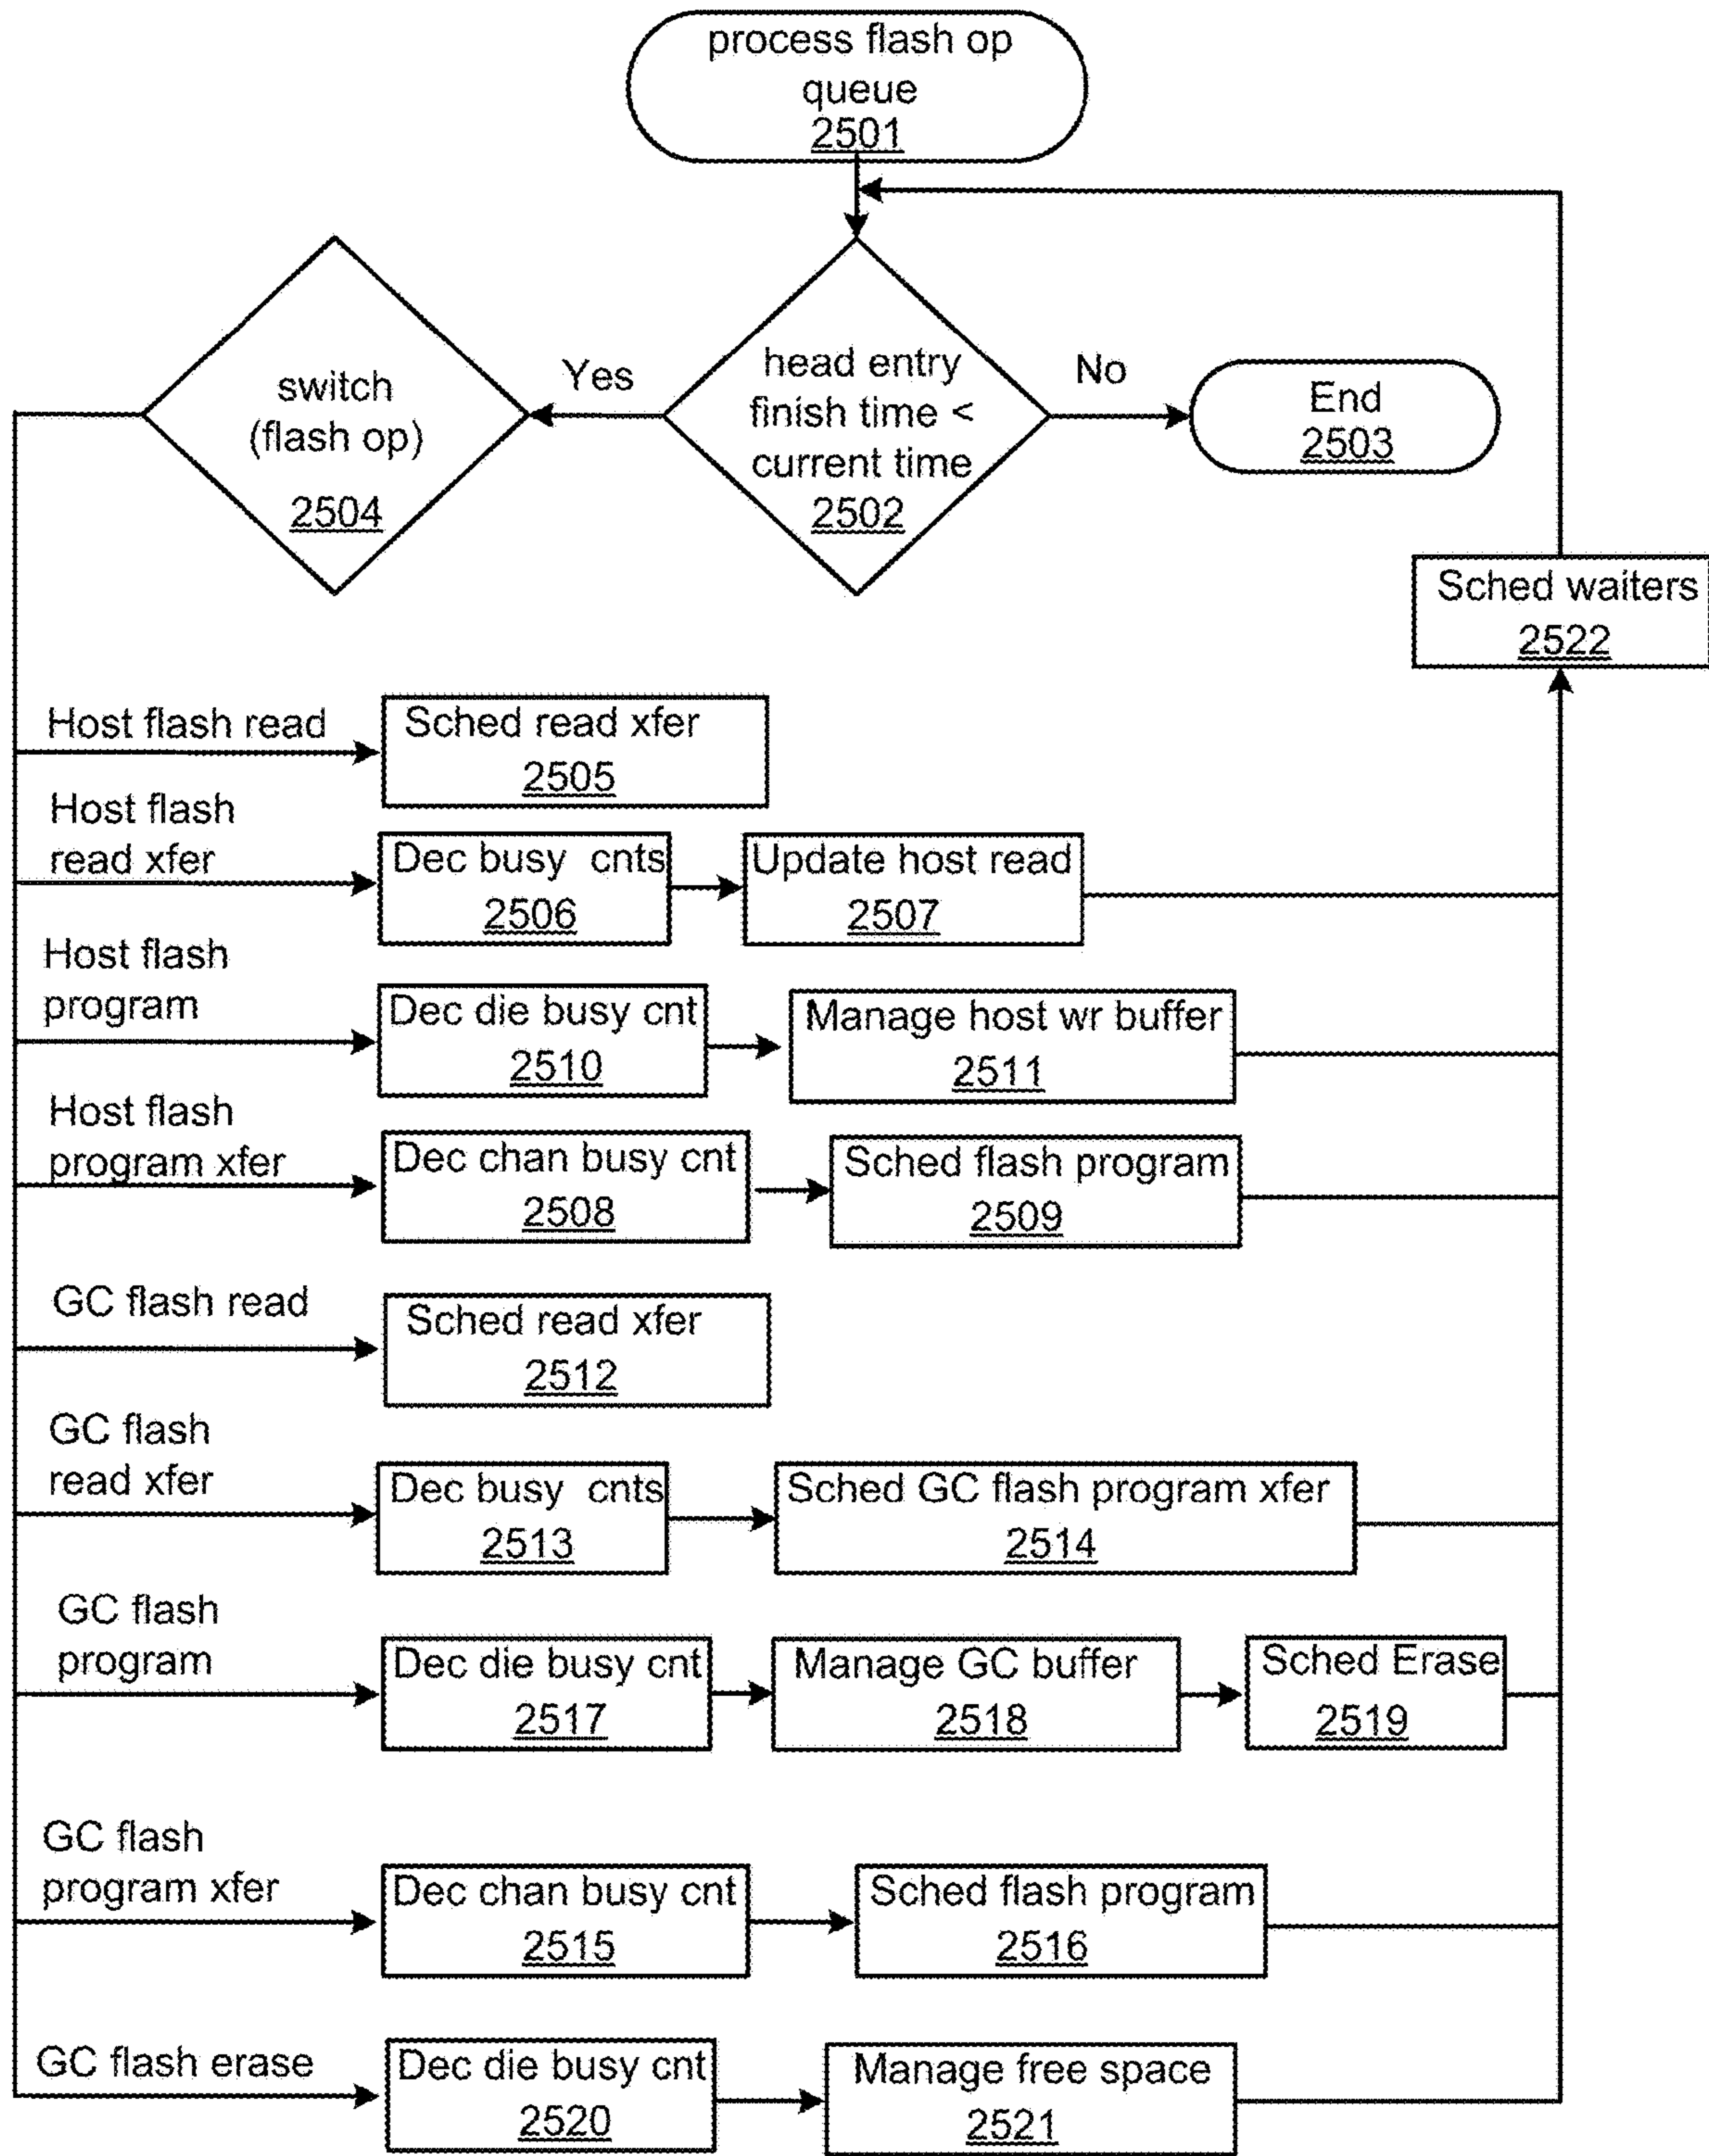 process flash op
queue
2501
head entry
finish time <
current time
2502
Yes
No
switch
(flash op)
2504
End
2503
Sched waiters
2522
Host flash read
Sched read xfer
2505
Host flash
read xfer
Dec busy cnts
2506
Update host read
2507
Host flash
program
Dec die busy cnt
2510
Manage host wr buffer
2511
Host flash
program xfer
Dec chan busy cnt
2508
Sched flash program
2509
GC flash read
Sched read xfer
2512
GC flash
read xfer
Dec busy cnts
2513
Sched GC flash program xfer
2514
GC flash
program
Dec die busy cnt
2517
Manage GC buffer
2518
Sched Erase
2519
GC flash
program xfer
Dec chan busy cnt
2515
Sched flash program
2516
GC flash erase
Dec die busy cnt
2520
Manage free space
2521